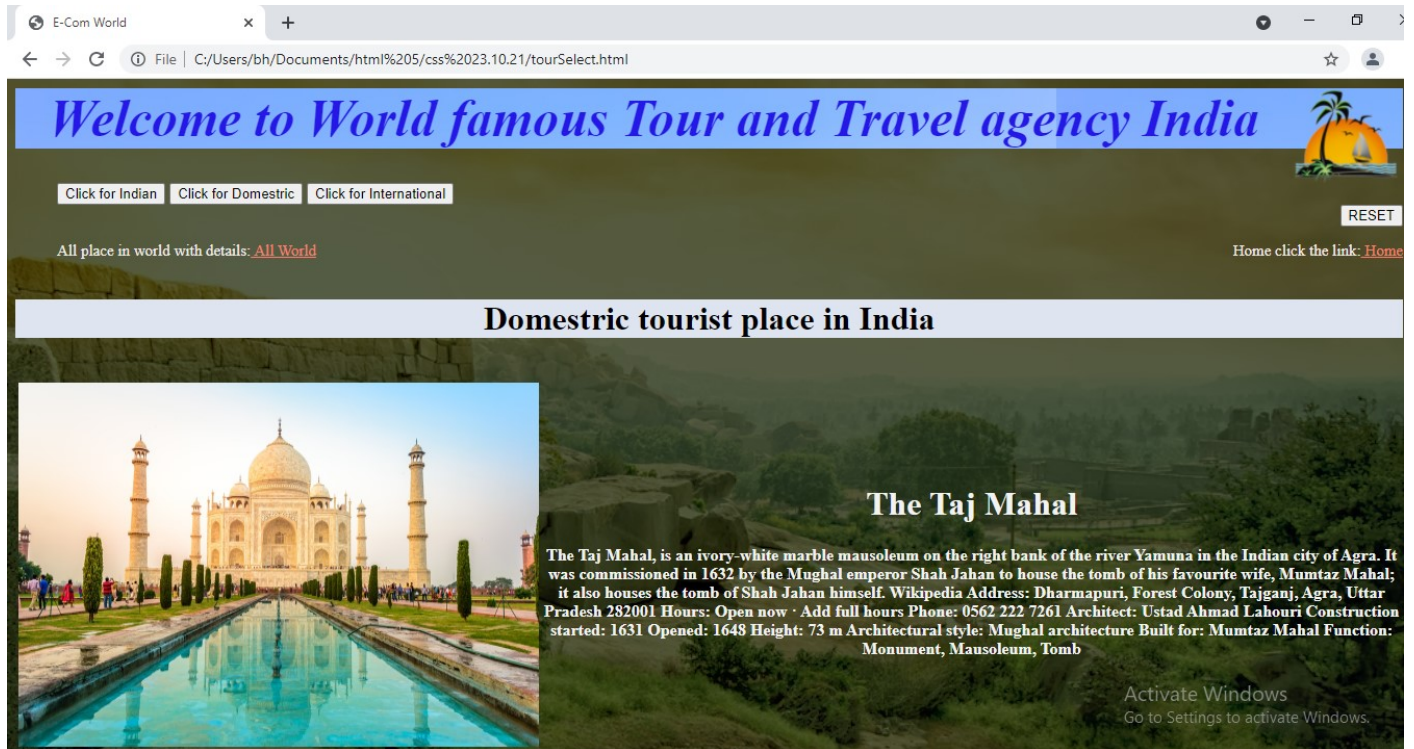 E-Com World
File | C:/Users/bh/Documents/html%205/css%2023.10.21/tourSelect.html
Welcome to World famous Tour and Travel agency India
Click for Indian Click for Domestric Click for International
RESET
All place in world with details: All World
Home click the link: Home
Domestric tourist place in India
The Taj Mahal
The Taj Mahal, is an ivory-white marble mausoleum on the right bank of the river Yamuna in the Indian city of Agra. It
was commissioned in 1632 by the Mughal emperor Shah Jahan to house the tomb of his favourite wife, Mumtaz Mahal;
it also houses the tomb of Shah Jahan himself. Wikipedia Address: Dharmapuri, Forest Colony, Tajganj, Agra, Uttar
Pradesh 282001 Hours: Open now · Add full hours Phone: 0562 222 7261 Architect: Ustad Ahmad Lahouri Construction
started: 1631 Opened: 1648 Height: 73 m Architectural style: Mughal architecture Built for: Mumtaz Mahal Function:
Monument, Mausoleum, Tomb
Activate Windows
Go to Settings to activate Windows.